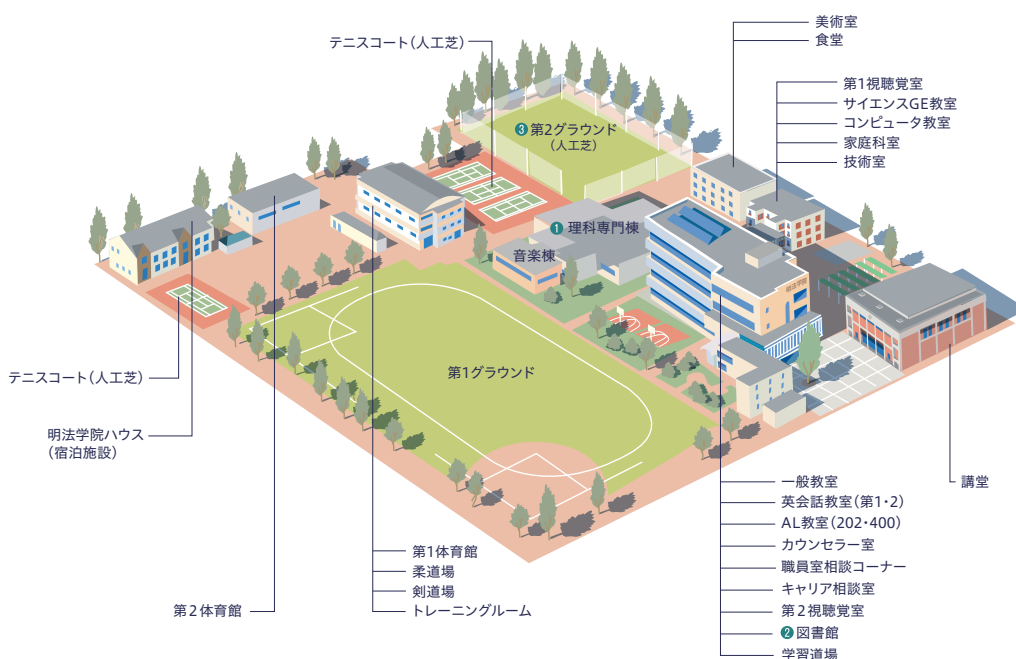 美術室
食堂
テニスコート(人工芝)
第1視聴覚室
サイエンスGE教室
コンピュータ教室
家庭科室
技術室
③ 第2グラウンド
(人工芝)
① 理科専門棟
音楽棟
明法学院
第1グラウンド
テニスコート(人工芝)
明法学院ハウス
(宿泊施設)
一般教室
英会話教室(第1・2)
AL教室(202・400)
カウンセラー室
職員室相談コーナー
キャリア相談室
第2視聴覚室
② 図書館
学習道場
講堂
第1体育館
柔道場
剣道場
トレーニングルーム
第2体育館